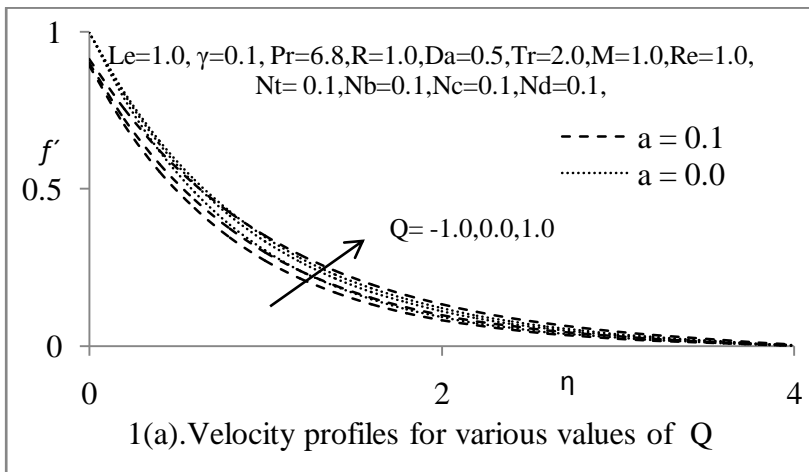 1
Le=1.0, γ=0.1, Pr=6.8,R=1.0,Da=0.5,Tr=2.0,M=1.0,Re=1.0,
Nt= 0.1,Nb=0.1,Nc=0.1,Nd=0.1,
a = 0.1
f′
a = 0.0
0.5
Q= -1.0,0.0,1.0
0
0 2 η 4
1(a).Velocity profiles for various values of Q